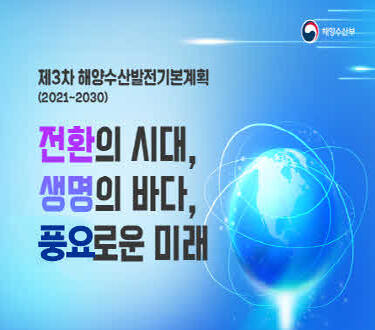 해양수산부
제3차 해양수산발전기본계획
(2021~2030)
전환의 시대,
생명의 바다,
풍요로운 미래